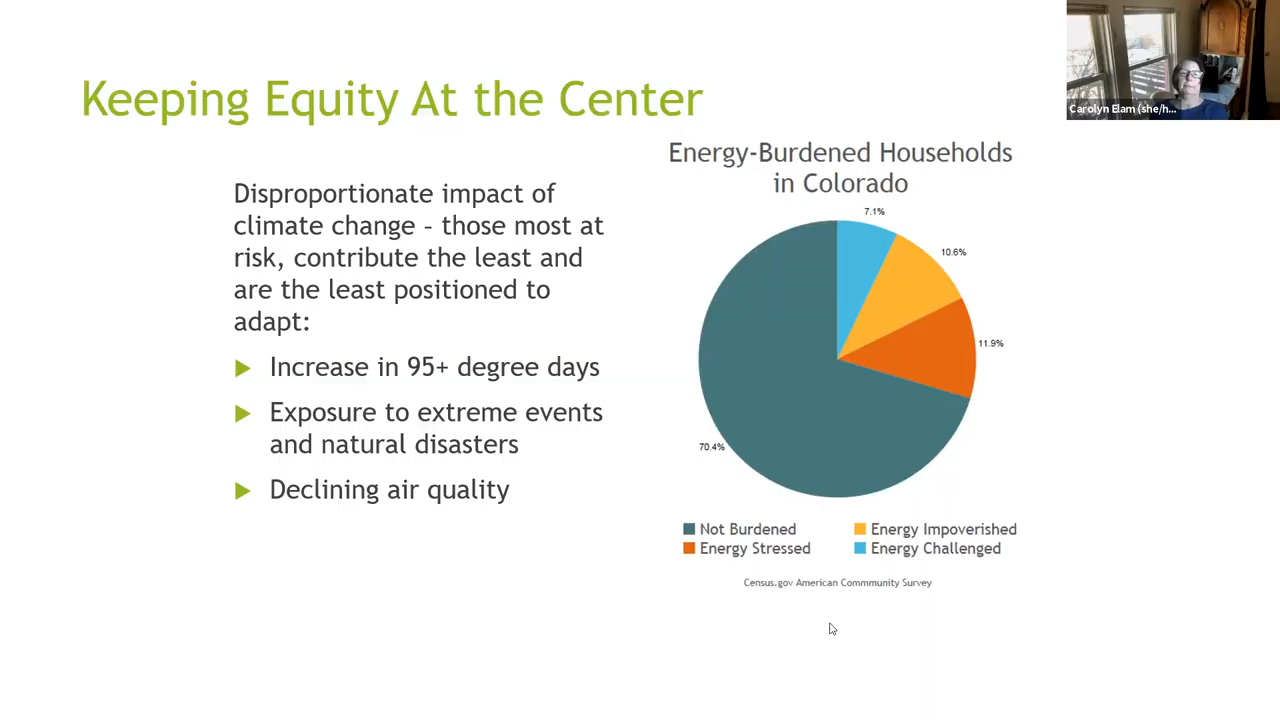 Keeping Equity At the Center
Carolyn Elam (she/h...
Disproportionate impact of
climate change – those most at
risk, contribute the least and
are the least positioned to
adapt:
Increase in 95+ degree days
Exposure to extreme events
and natural disasters
Declining air quality
Energy-Burdened Households
in Colorado
7.1%
10.6%
11.9%
70.4%
Not Burdened
Energy Impoverished
Energy Stressed
Energy Challenged
Census.gov American Commmunity Survey